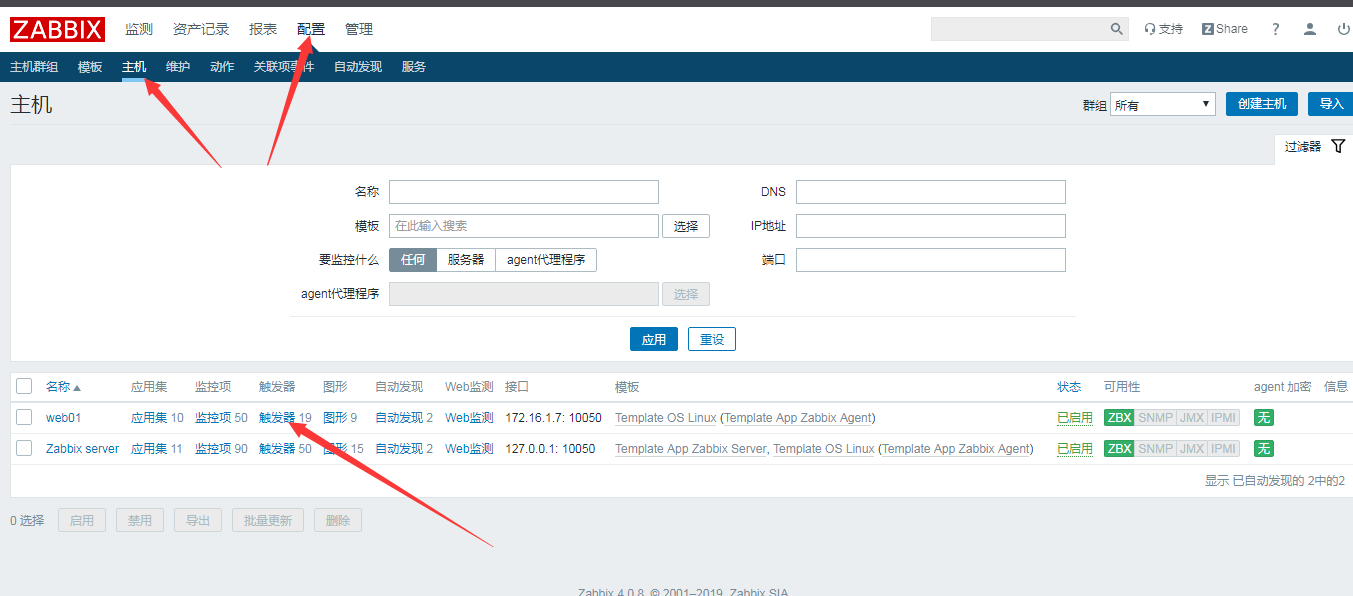 ZABBIX 监测 资产记录 报表 配置 管理 支持 Z Share ?
主机群组 模板 主机 维护 动作 关联项事件 自动发现 服务
主机 群组 所有 创建主机 导入
过滤器
名称 DNS
模板 在此输入搜索 选择 IP地址
要监控什么 任何 服务器 agent代理程序 端口
agent代理程序 选择
应用 重设
名称 应用集 监控项 触发器 图形 自动发现 Web监测 接口 模板 状态 可用性 agent 加密 信息
web01 应用集 10 监控项 50 触发器 19 图形 9 自动发现 2 Web监测 172.16.1.7: 10050 Template OS Linux (Template App Zabbix Agent) 已启用 ZBX SNMP JMX IPMI 无
Zabbix server 应用集 11 监控项 90 触发器 50 图形 15 自动发现 2 Web监测 127.0.0.1: 10050 Template App Zabbix Server, Template OS Linux (Template App Zabbix Agent) 已启用 ZBX SNMP JMX IPMI 无
显示 已自动发现的 2中的2
0 选择 启用 禁用 导出 批量更新 删除
Zabbix 4.0.8. © 2001–2019, Zabbix SIA